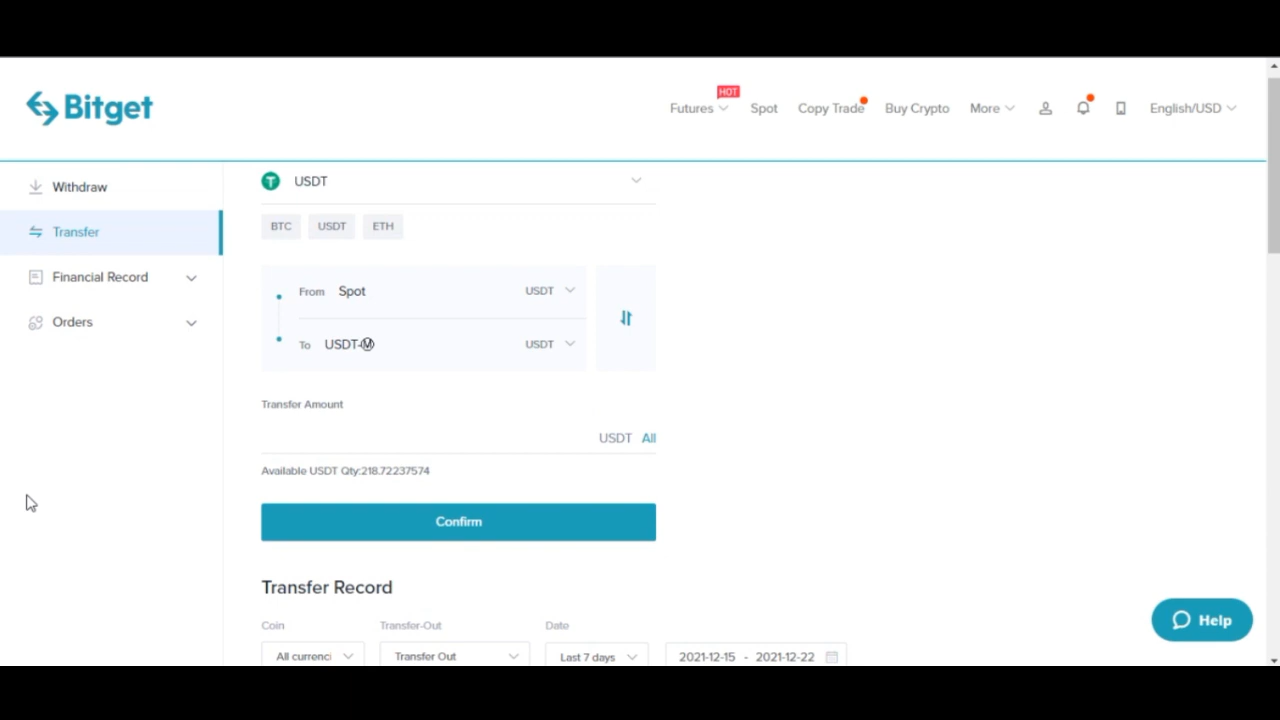 Bitget
Futures HOT Spot Copy Trade Buy Crypto More English/USD
Withdraw
Transfer
Financial Record
Orders
USDT
BTC USDT ETH
From Spot USDT
To USDT-Ⓜ USDT
Transfer Amount
USDT All
Available USDT Qty:218.72237574
Confirm
Transfer Record
Coin Transfer-Out Date
All currenci Transfer Out Last 7 days 2021-12-15 - 2021-12-22
Help